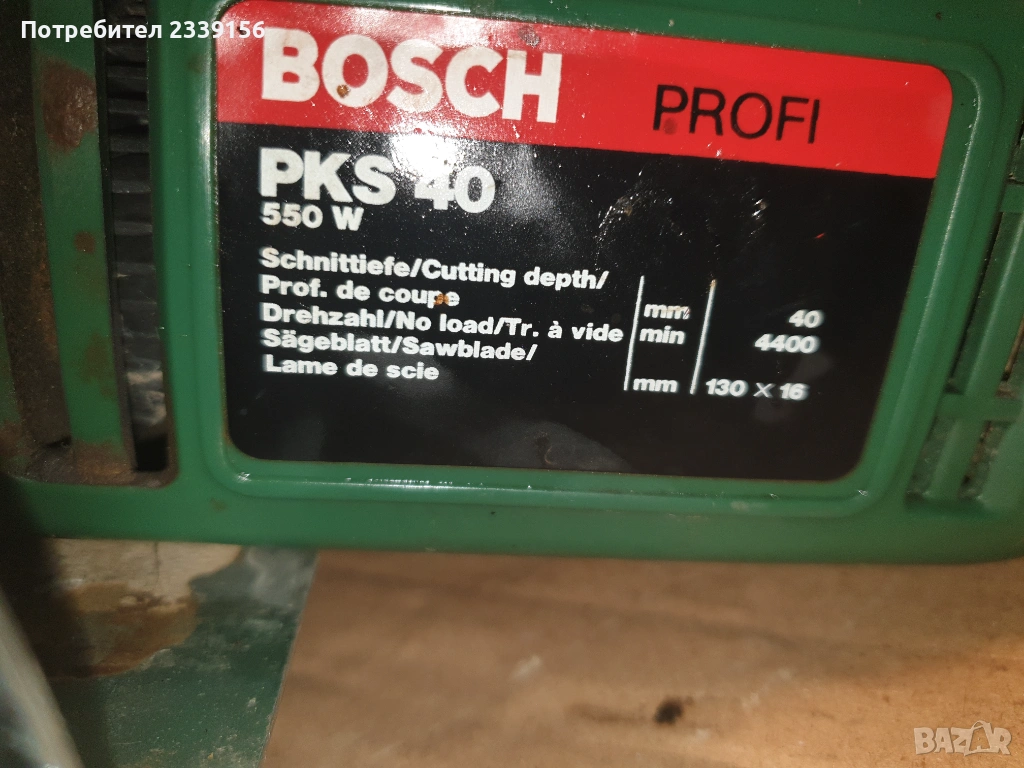 Потребител 2339156
BOSCH PROFI
PKS 40
550 W
Schnittiefe/Cutting depth/
Prof. de coupe mm 40
Drehzahl/No load/Tr. à vide min 4400
Sägeblatt/Sawblade/
Lame de scie mm 130 x 16
BAZAR